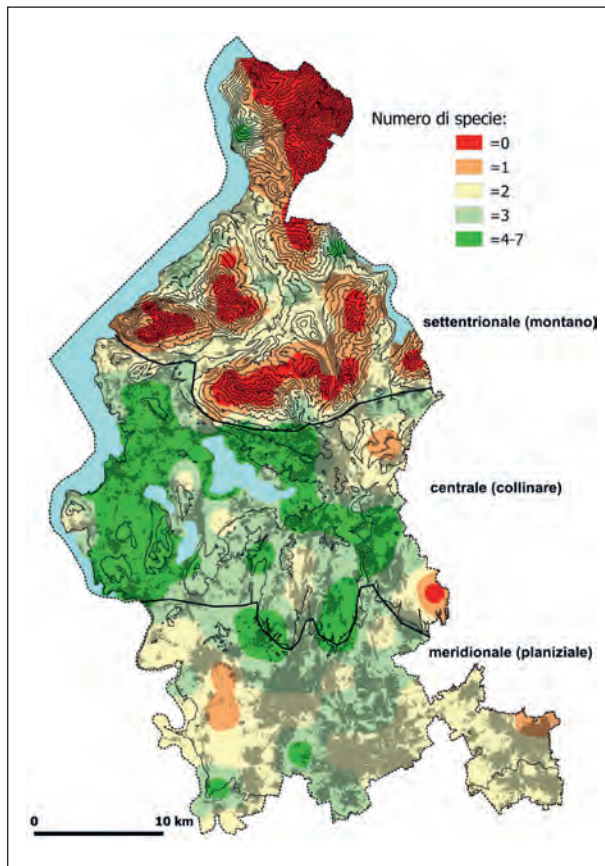 Numero di specie:
=0
=1
=2
=3
=4-7
settentrionale (montano)
centrale (collinare)
meridionale (planiziale)
0 10 km